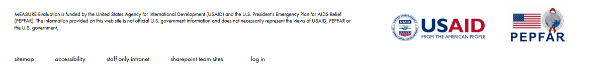 MEASURE Evaluation is funded by the United States Agency for International Development (USAID) and the U.S. President's Emergency Plan for AIDS Relief
(PEPFAR). The information provided on this web site is not official U.S. government information and does not necessarily represent the views of USAID, PEPFAR or
the U.S. government.
USAID
FROM THE AMERICAN PEOPLE
PEPFAR
sitemap accessibility staff only intranet sharepoint team sites log in